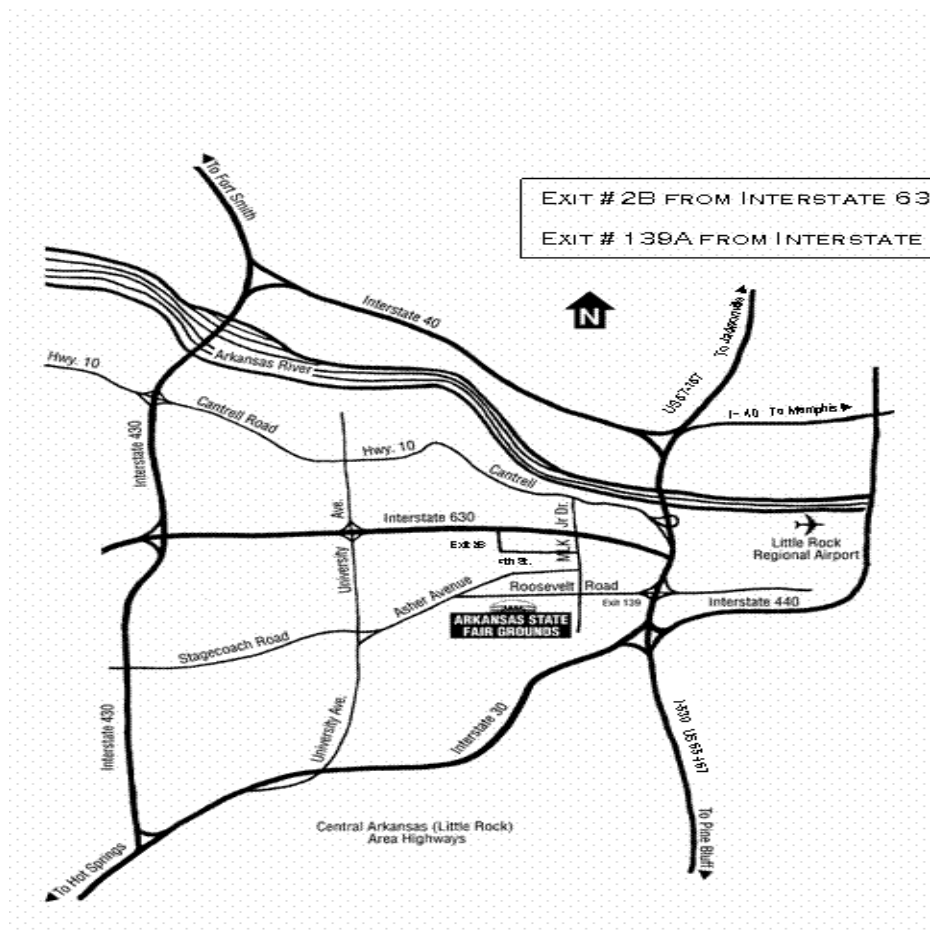 To Fort Smith
EXIT # 2B FROM INTERSTATE 63
EXIT # 139A FROM INTERSTATE
N
Interstate 40
To Jacksonville
US 67-167
I-40 To Memphis
Arkansas River
Hwy. 10
Cantrell Road
Interstate 430
Hwy. 10
Cantrell
Ave.
University
Interstate 630
MLK Jr Dr.
Exit 2B
Little Rock
Regional Airport
Roosevelt Road
Asher Avenue
Exit 139
Interstate 440
ARKANSAS STATE
FAIR GROUNDS
Stagecoach Road
Interstate 430
University Ave.
Interstate 30
I-530
To Pine Bluff
Central Arkansas (Little Rock)
Area Highways
To Hot Springs